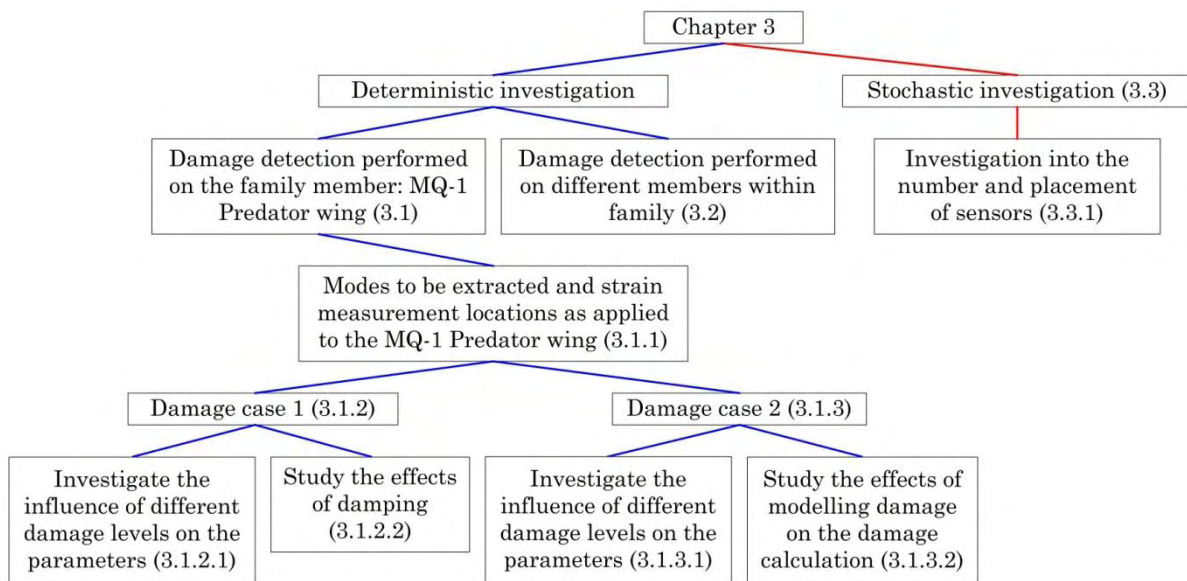 Chapter 3
Deterministic investigation
Stochastic investigation (3.3)
Damage detection performed
on the family member: MQ-1
Predator wing (3.1)
Damage detection performed
on different members within
family (3.2)
Investigation into the
number and placement
of sensors (3.3.1)
Modes to be extracted and strain
measurement locations as applied
to the MQ-1 Predator wing (3.1.1)
Damage case 1 (3.1.2)
Damage case 2 (3.1.3)
Investigate the
influence of different
damage levels on the
parameters (3.1.2.1)
Study the effects
of damping
(3.1.2.2)
Investigate the
influence of different
damage levels on the
parameters (3.1.3.1)
Study the effects of
modelling damage
on the damage
calculation (3.1.3.2)